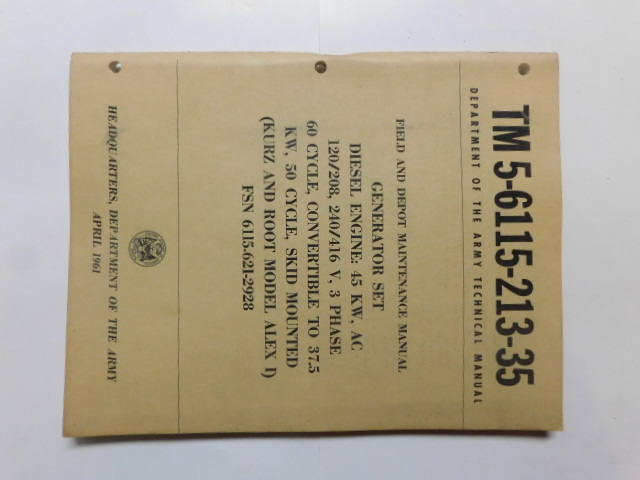 TM 5-6115-213-35
DEPARTMENT OF THE ARMY TECHNICAL MANUAL
FIELD AND DEPOT MAINTENANCE MANUAL
GENERATOR SET
DIESEL ENGINE: 45 KW, AC
120/208, 240/416 V, 3 PHASE
60 CYCLE, CONVERTIBLE TO 37.5
KW, 50 CYCLE, SKID MOUNTED
(KURZ AND ROOT MODEL ALEX I)
FSN 6115-621-2928
HEADQUARTERS, DEPARTMENT OF THE ARMY
APRIL 1961